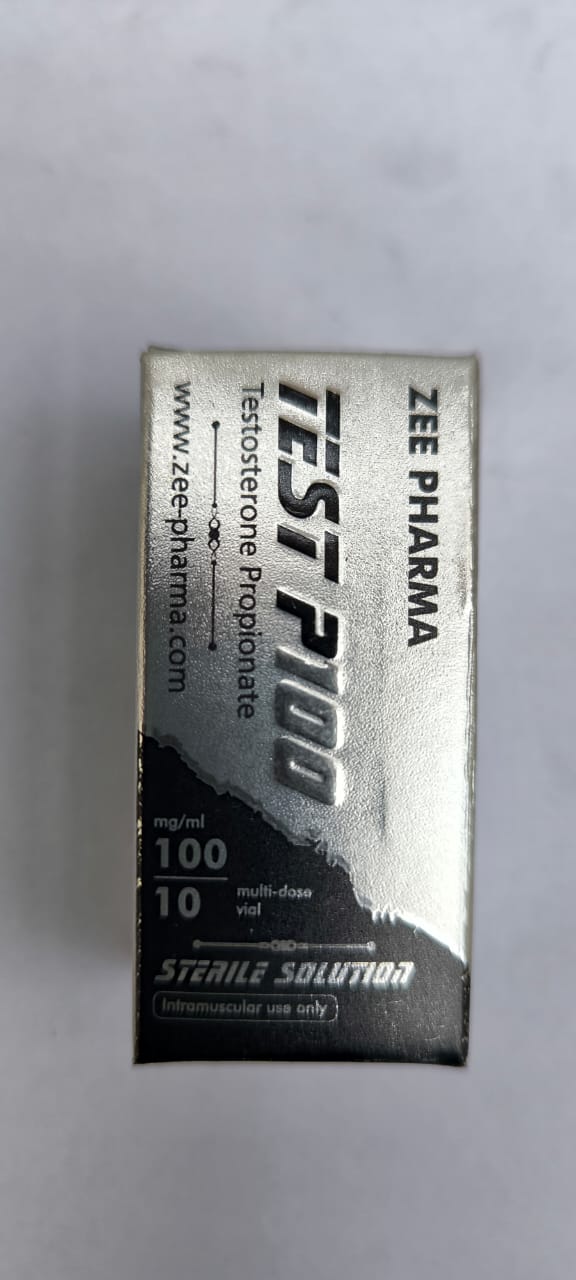 ZEE PHARMA
TEST P100
Testosterone Propionate
www.zee-pharma.com
mg/ml
100
10
multi-dose
vial
STERILE SOLUTION
Intramuscular use only